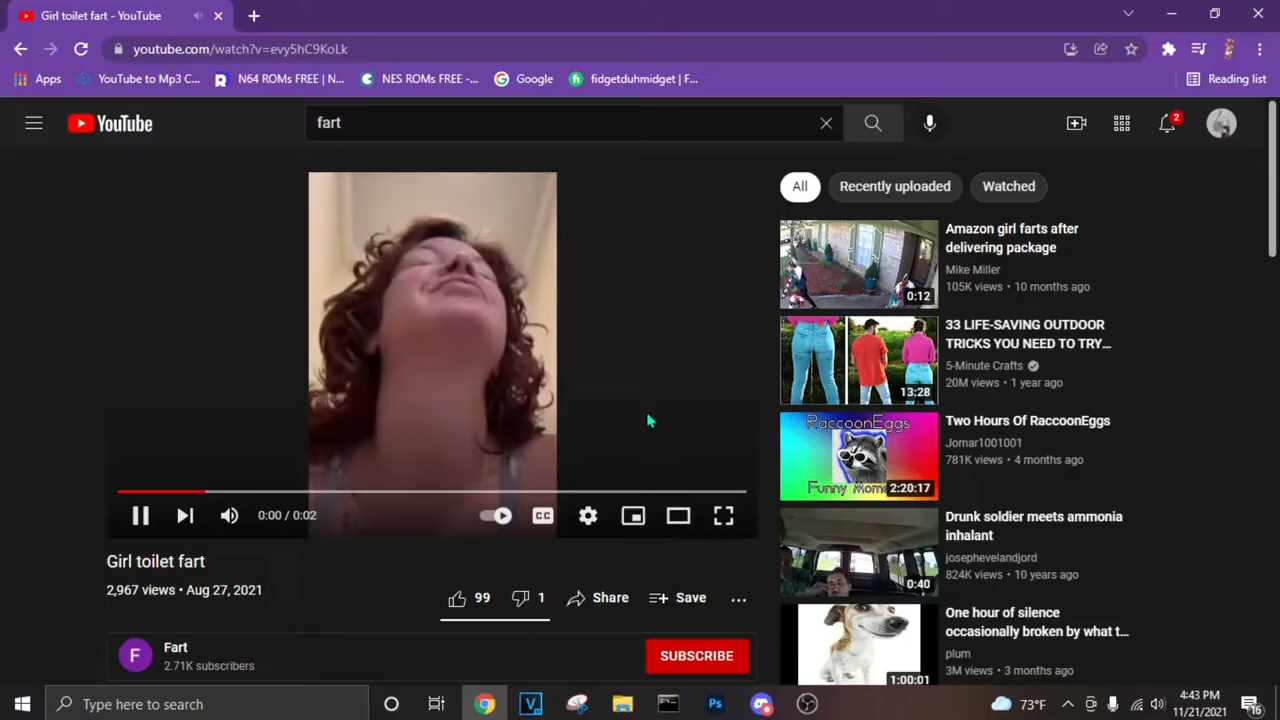 Girl toilet fart - YouTube
youtube.com/watch?v=evy5hC9KoLk
Apps
YouTube to Mp3 C...
N64 ROMs FREE | N...
NES ROMs FREE -...
Google
fidgetduhmidget | F...
Reading list
YouTube
fart
2
All
Recently uploaded
Watched
Amazon girl farts after
delivering package
Mike Miller
105K views • 10 months ago
0:12
33 LIFE-SAVING OUTDOOR
TRICKS YOU NEED TO TRY...
5-Minute Crafts
20M views • 1 year ago
13:28
RaccoonEggs
Funny Mom
2:20:17
Two Hours Of RaccoonEggs
Jomar1001001
781K views • 4 months ago
Drunk soldier meets ammonia
inhalant
josephevelandjord
824K views • 10 years ago
0:40
One hour of silence
occasionally broken by what t...
plum
3M views • 3 months ago
1:00:01
0:00 / 0:02
CC
Girl toilet fart
2,967 views • Aug 27, 2021
99
1
Share
Save
F
Fart
2.71K subscribers
SUBSCRIBE
Type here to search
V
Ps
73°F
4:43 PM
11/21/2021
16